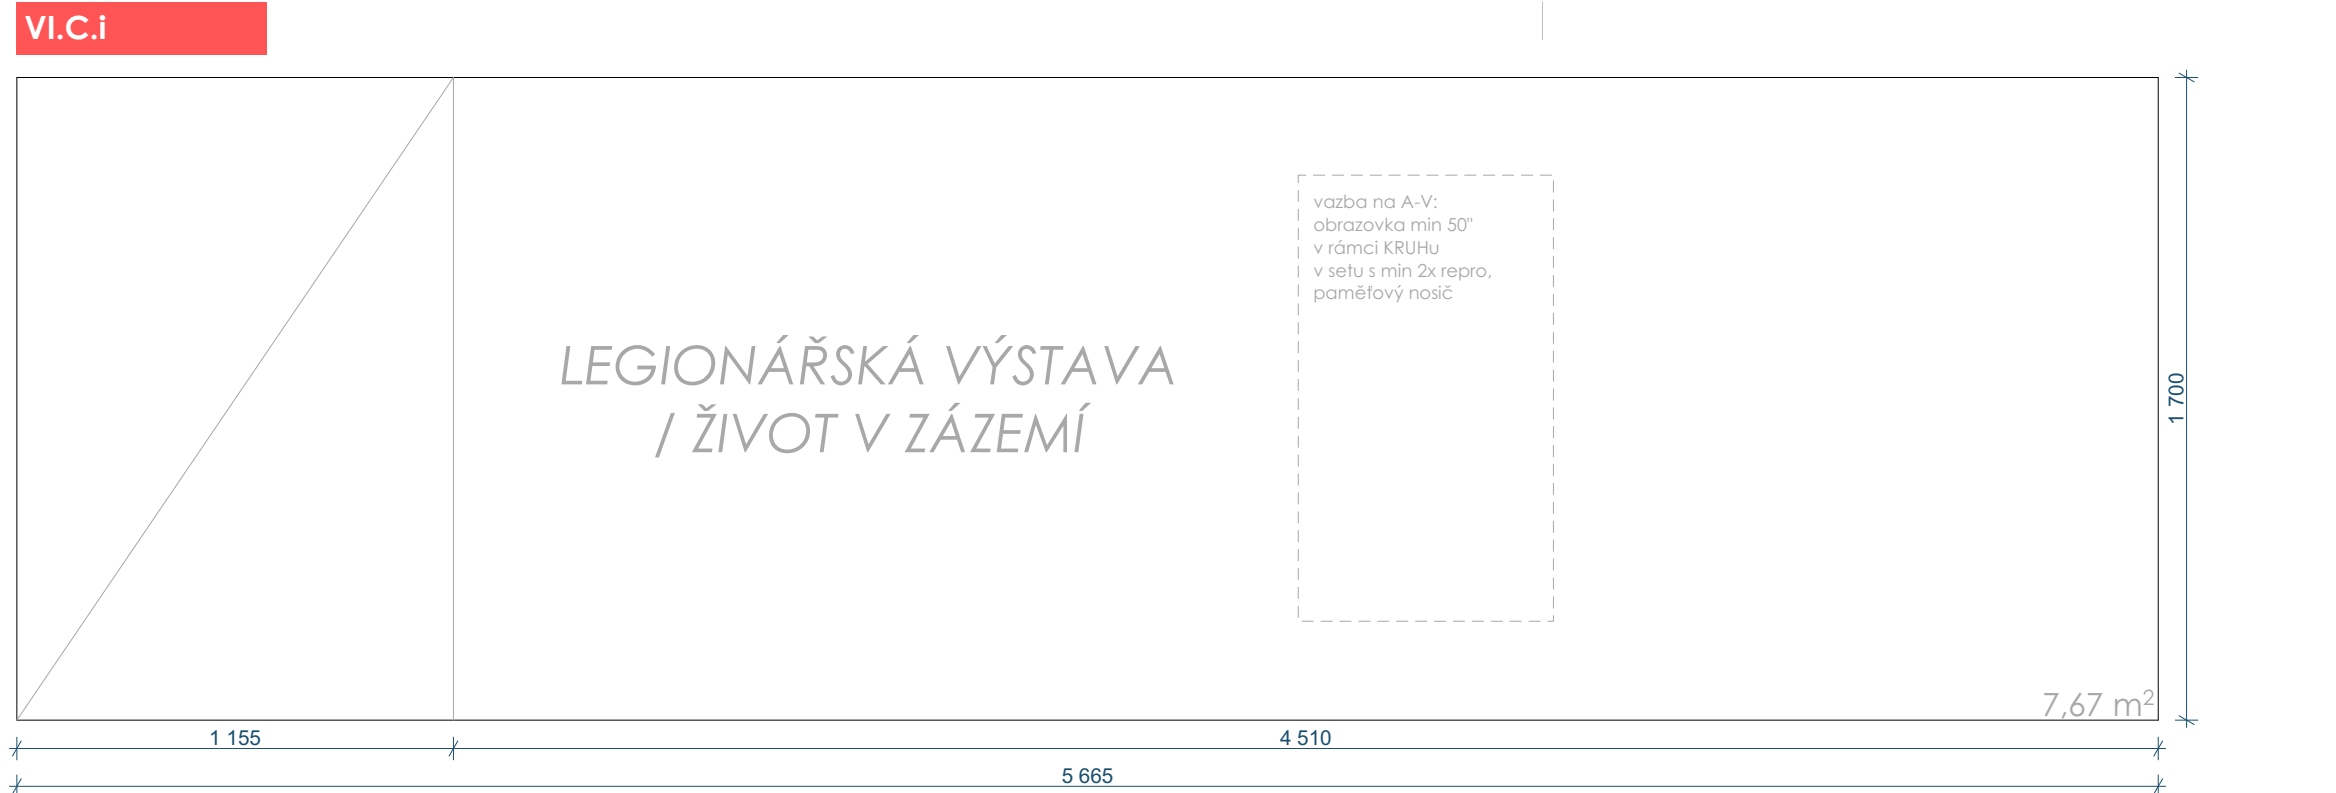 VI.C.i
vazba na A-V:
obrazovka min 50"
v rámci KRUHu
v setu s min 2x repro,
paměťový nosič
LEGIONÁŘSKÁ VÝSTAVA
/ ŽIVOT V ZÁZEMÍ
1 700
7,67 m²
1 155
4 510
5 665